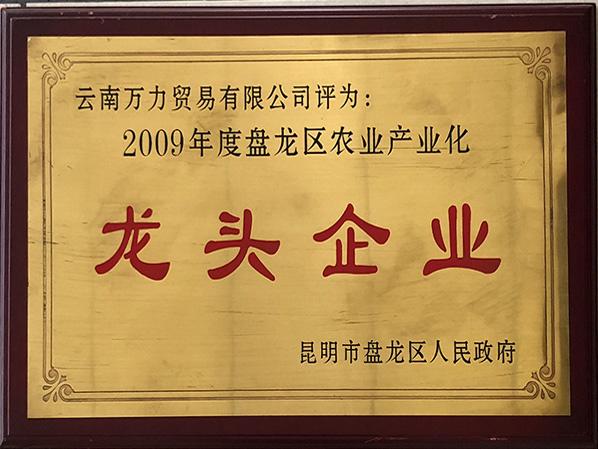 云南万力贸易有限公司评为：
2009年度盘龙区农业产业化
龙头企业
昆明市盘龙区人民政府